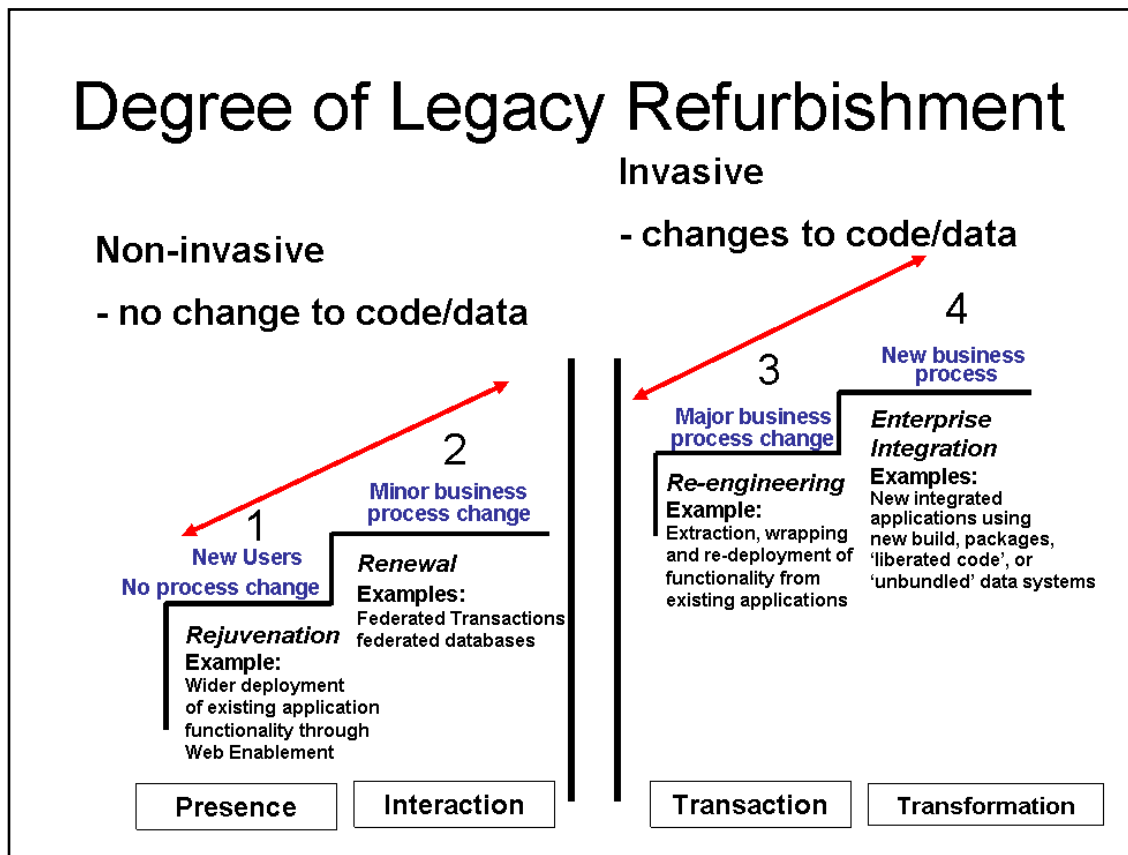 Degree of Legacy Refurbishment
Non-invasive
- no change to code/data
Invasive
- changes to code/data
1
New Users
No process change
Rejuvenation
Example:
Wider deployment
of existing application
functionality through
Web Enablement
2
Minor business
process change
Renewal
Examples:
Federated Transactions
federated databases
3
Major business
process change
Re-engineering
Example:
Extraction, wrapping
and re-deployment of
functionality from
existing applications
4
New business
process
Enterprise
Integration
Examples:
New integrated
applications using
new build, packages,
‘liberated code’, or
‘unbundled’ data systems
Presence
Interaction
Transaction
Transformation